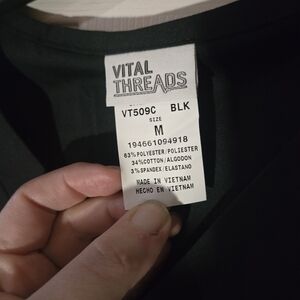 VITAL
THREADS
VT509C BLK
SIZE
M
194661094918
63% POLYESTER/POLIESTER
34%COTTON/ALGODON
3%SPANDEX/ELASTANO
MADE IN VIETNAM
HECHO EN VIETNAM